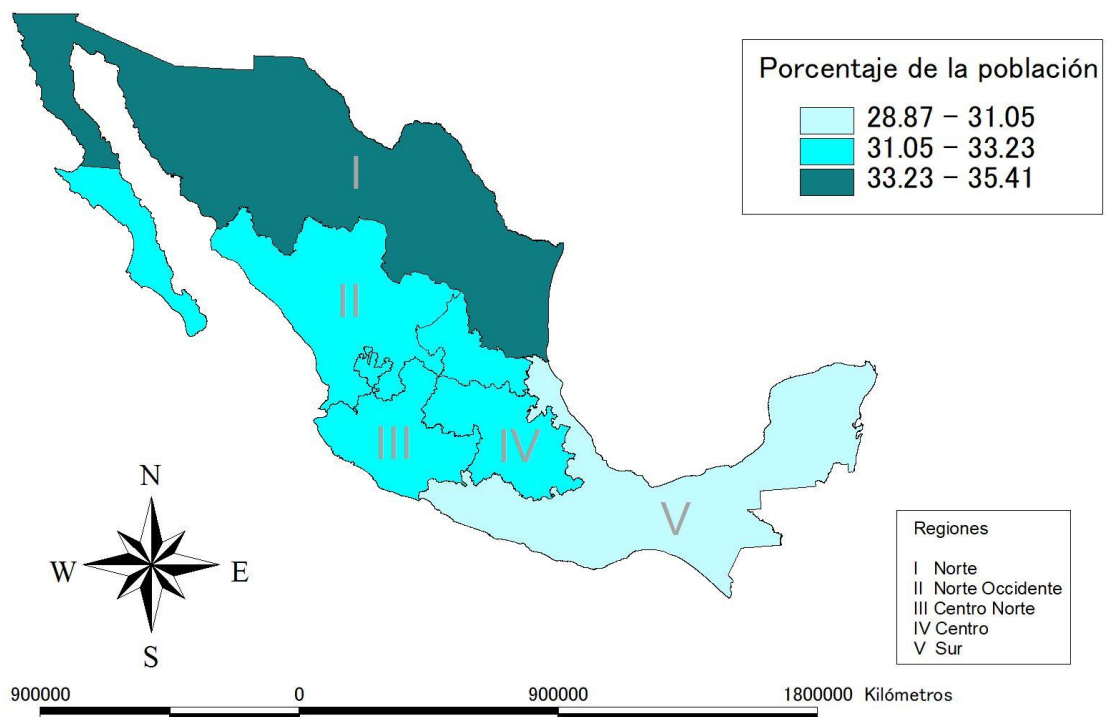 Porcentaje de la población
28.87 - 31.05
31.05 - 33.23
33.23 - 35.41
I
II
III
IV
V
N
W E
S
Regiones
I Norte
II Norte Occidente
III Centro Norte
IV Centro
V Sur
900000 0 900000 1800000 Kilómetros